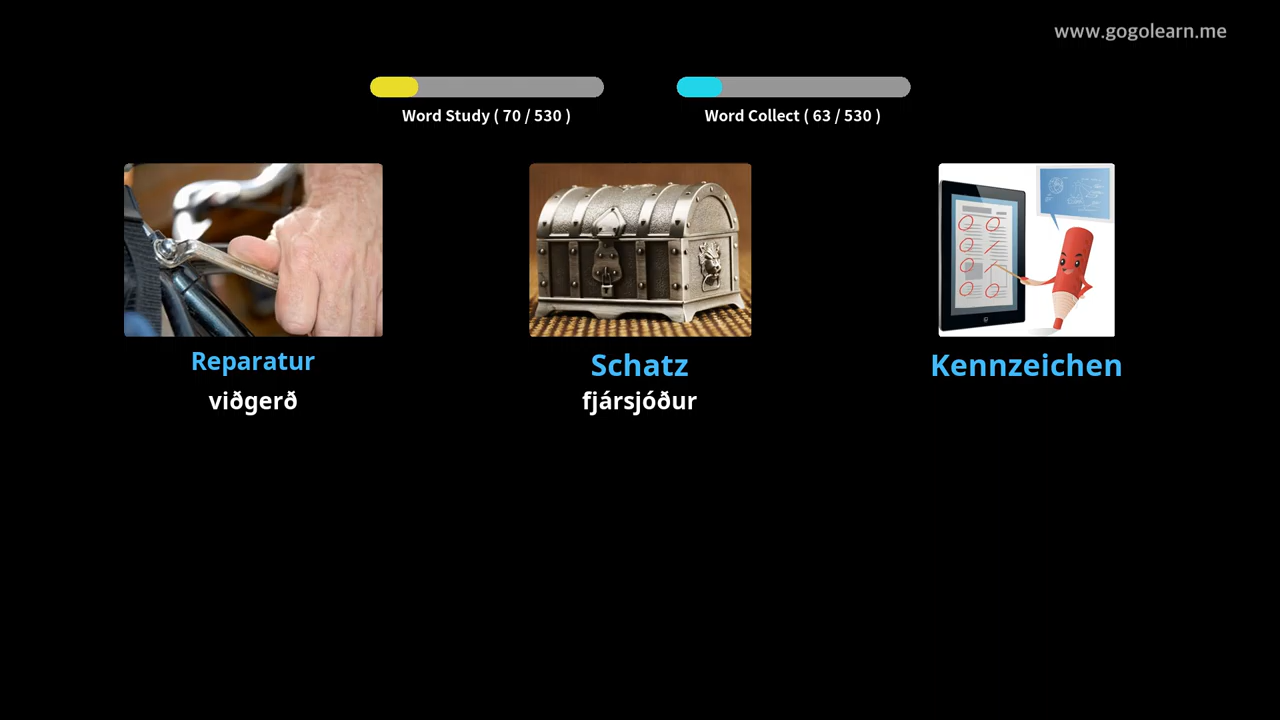 www.gogolearn.me
Word Study ( 70 / 530 )
Word Collect ( 63 / 530 )
Reparatur
viðgerð
Schatz
fjársjóður
Kennzeichen